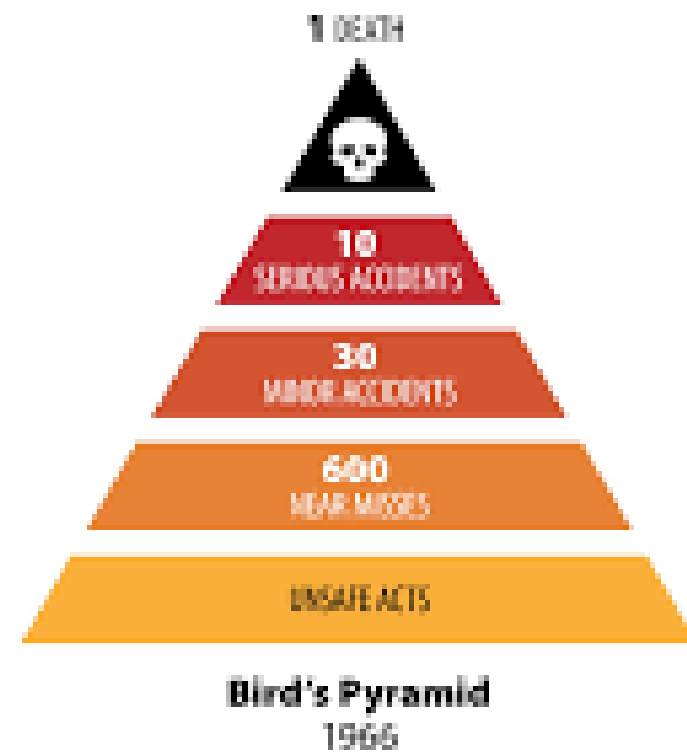 1 DEATH
10
SERIOUS ACCIDENTS
30
MINOR ACCIDENTS
600
NEAR MISSES
UNSAFE ACTS
Bird's Pyramid
1966